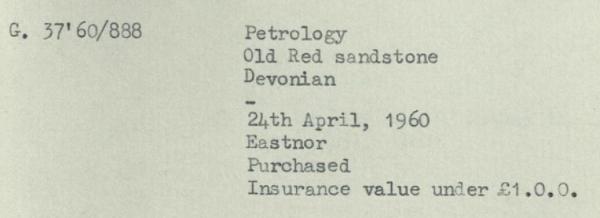 G. 37'60/888 Petrology
Old Red sandstone
Devonian
-
24th April, 1960
Eastnor
Purchased
Insurance value under £1.0.0.